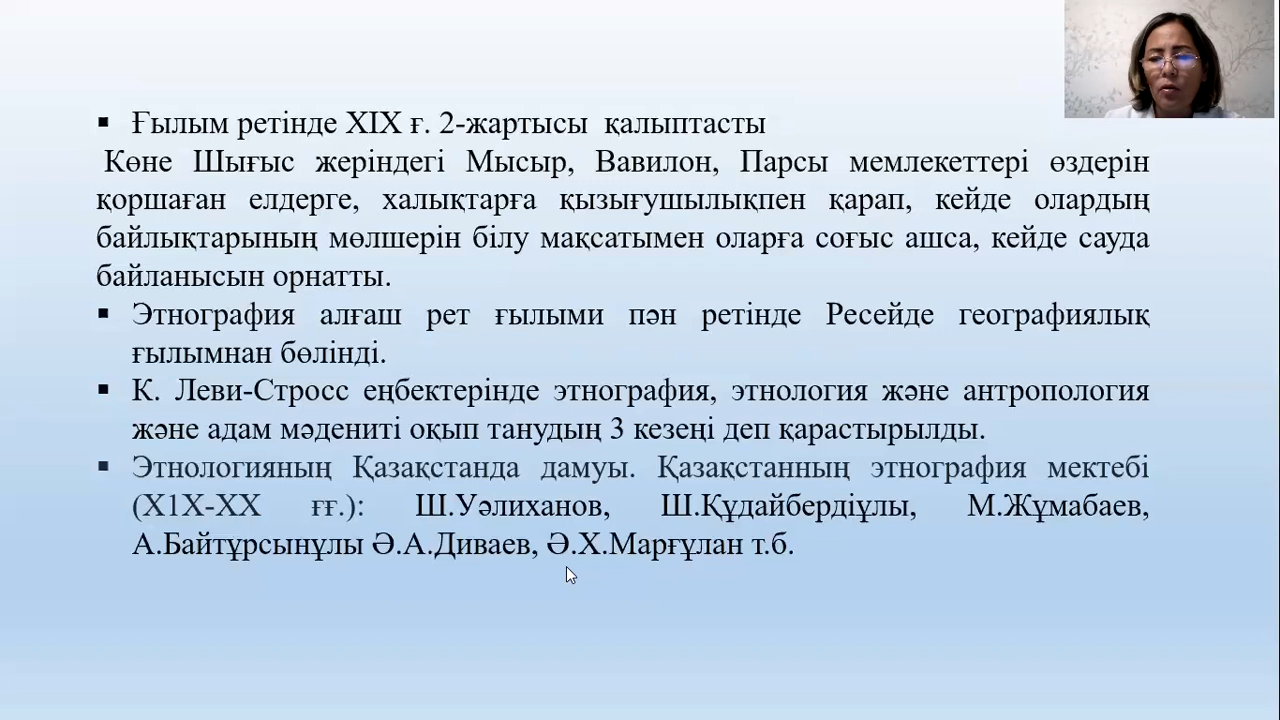 ▪ Ғылым ретінде XIX ғ. 2-жартысы қалыптасты
Көне Шығыс жеріндегі Мысыр, Вавилон, Парсы мемлекеттері өздерін
қоршаған елдерге, халықтарға қызығушылықпен қарап, кейде олардың
байлықтарының мөлшерін білу мақсатымен оларға соғыс ашса, кейде сауда
байланысын орнатты.
▪ Этнография алғаш рет ғылыми пән ретінде Ресейде географиялық
ғылымнан бөлінді.
▪ К. Леви-Стросс еңбектерінде этнография, этнология және антропология
және адам мәдениті оқып танудың 3 кезеңі деп қарастырылды.
▪ Этнологияның Қазақстанда дамуы. Қазақстанның этнография мектебі
(Х1Х-ХХ ғғ.): Ш.Уәлиханов, Ш.Құдайбердіұлы, М.Жұмабаев,
А.Байтұрсынұлы Ә.А.Диваев, Ә.Х.Марғұлан т.б.